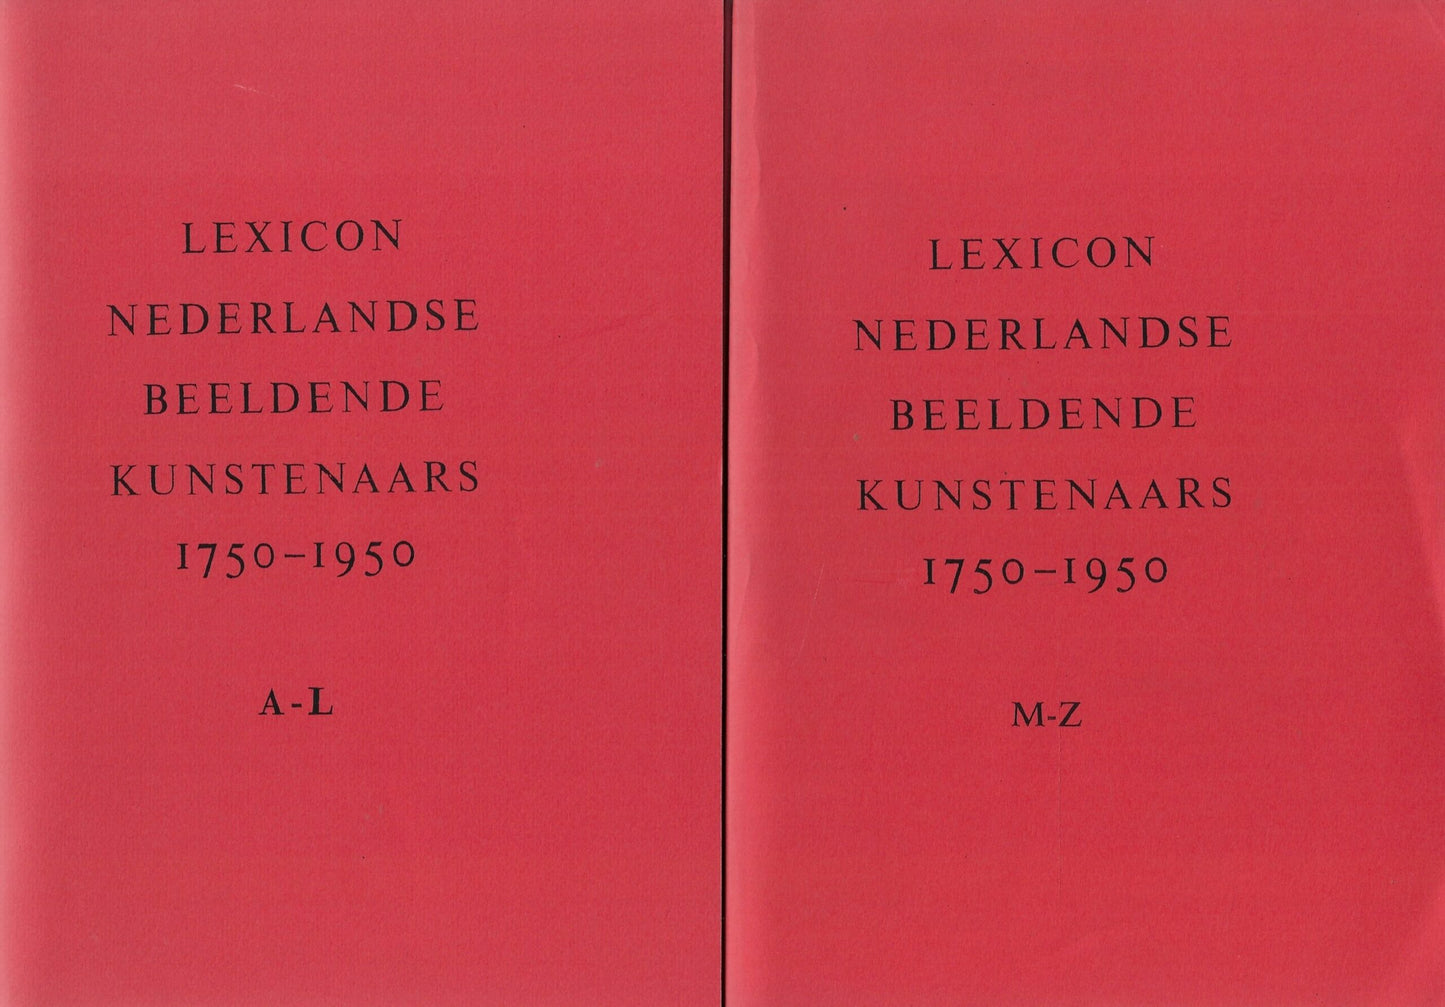 LEXICON
NEDERLANDSE
BEELDENDE
KUNSTENAARS
1750–1950
A-L
LEXICON
NEDERLANDSE
BEELDENDE
KUNSTENAARS
1750–1950
M-Z